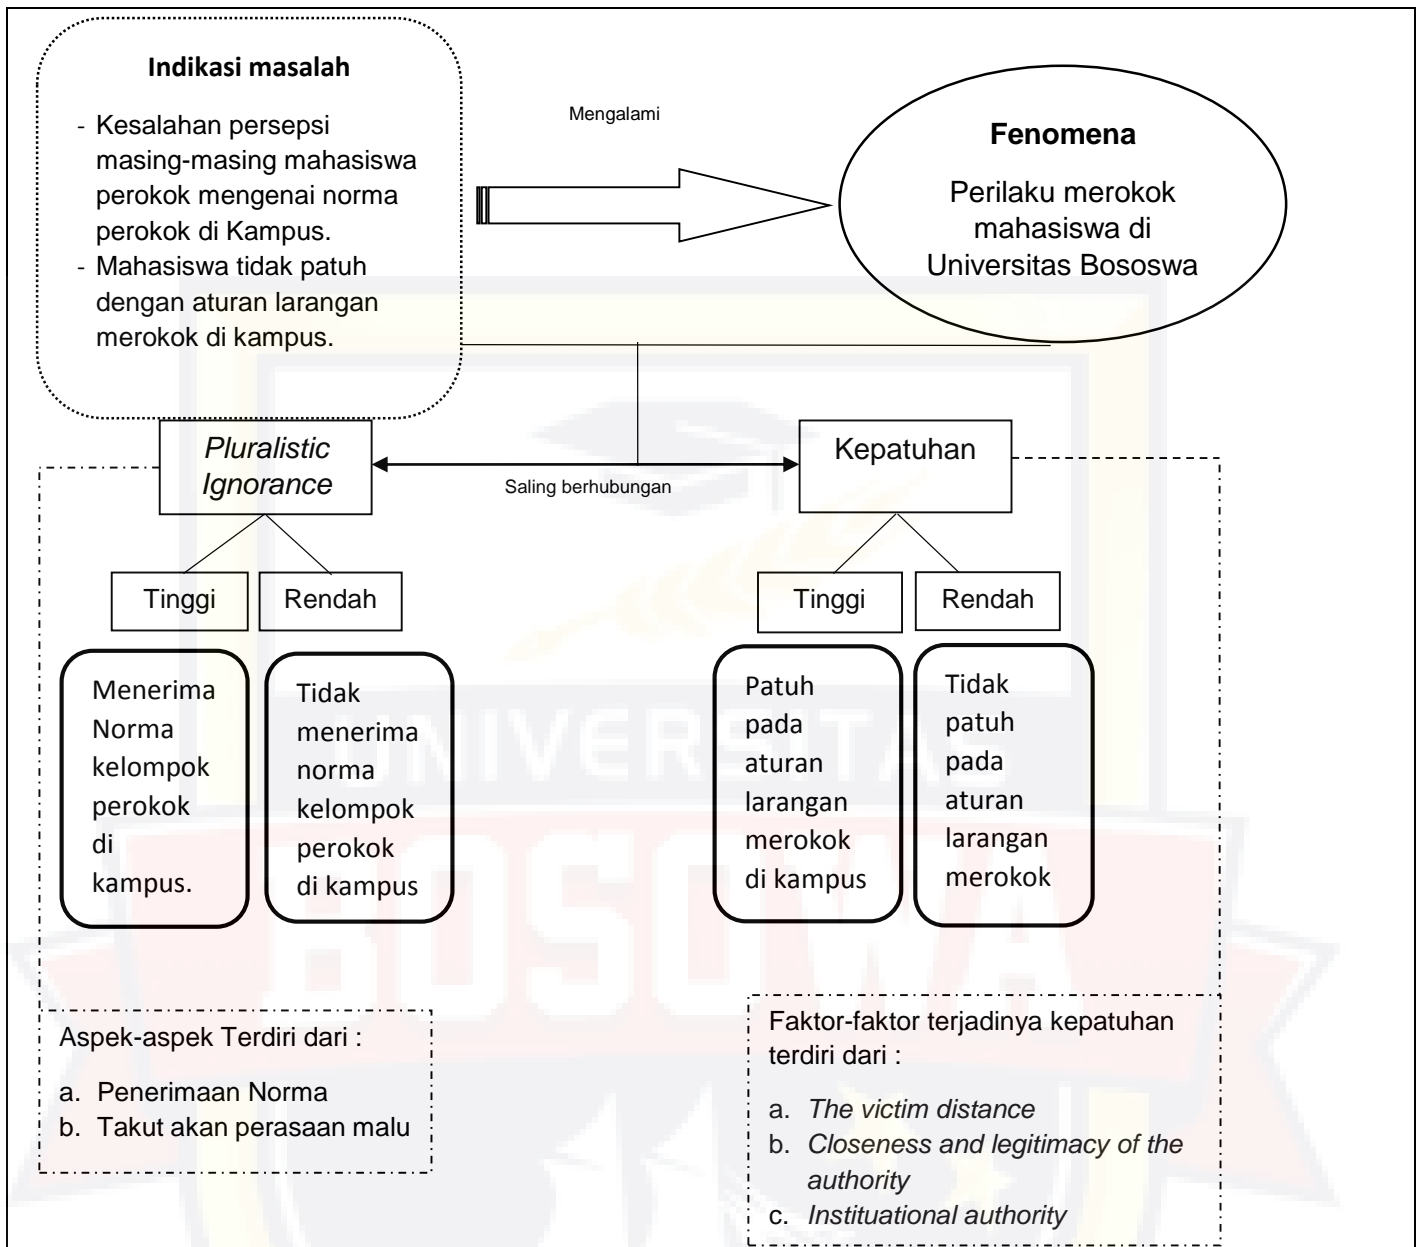 Indikasi masalah
- Kesalahan persepsi
masing-masing mahasiswa
perokok mengenai norma
perokok di Kampus.
- Mahasiswa tidak patuh
dengan aturan larangan
merokok di kampus.
Mengalami
Fenomena
Perilaku merokok
mahasiswa di
Universitas Bososwa
Pluralistic
Ignorance
Saling berhubungan
Kepatuhan
Tinggi
Rendah
Tinggi
Rendah
Menerima
Norma
kelompok
perokok
di
kampus.
Tidak
menerima
norma
kelompok
perokok
di kampus
Patuh
pada
aturan
larangan
merokok
di kampus
Tidak
patuh
pada
aturan
larangan
merokok
UNIVERSITAS
BOSOWA
Aspek-aspek Terdiri dari :
a. Penerimaan Norma
b. Takut akan perasaan malu
Faktor-faktor terjadinya kepatuhan
terdiri dari :
a. The victim distance
b. Closeness and legitimacy of the
authority
c. Instituational authority